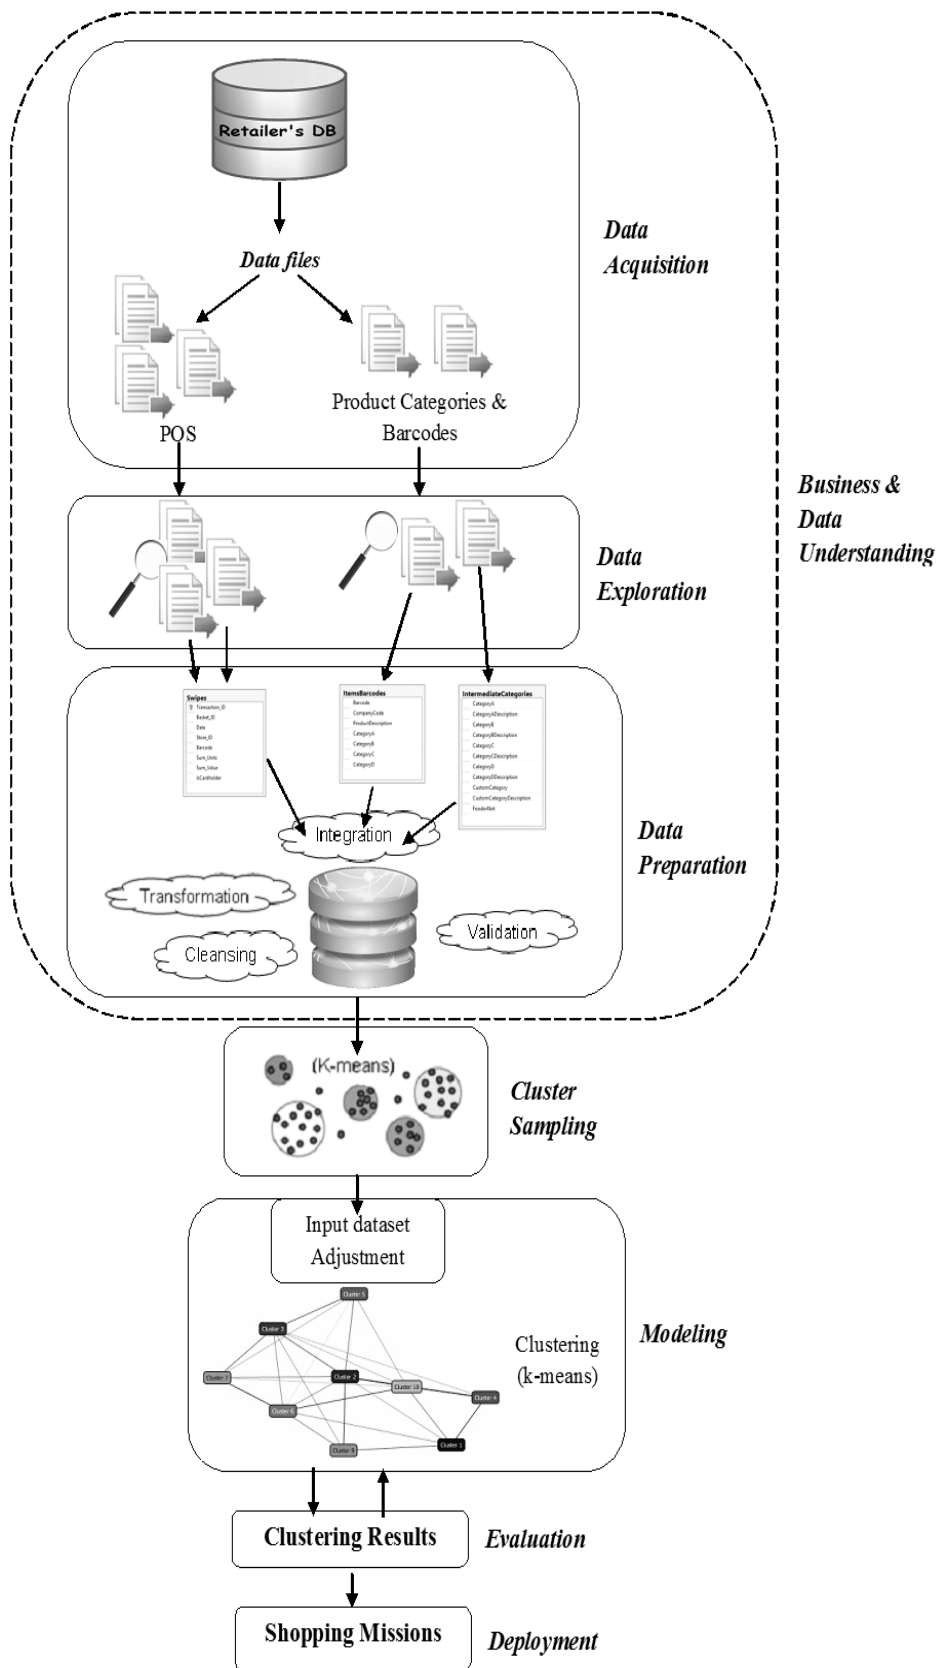 Retailer's DB
Data files
Data
Acquisition
POS
Product Categories &
Barcodes
Business &
Data
Understanding
Data
Exploration
Swipes
Transaction_ID
Basket_ID
Date
Store_ID
Barcode
Sum_Units
Sum_Value
IsCardHolder
ItemsBarcodes
Barcode
CompanyCode
ProductDescription
CategoryA
CategoryB
CategoryC
CategoryD
IntermediateCategories
CategoryA
CategoryADescription
CategoryB
CategoryBDescription
CategoryC
CategoryCDescription
CategoryD
CategoryDDescription
CustomCategory
CustomCategoryDescription
Integration
Data
Preparation
Transformation
Cleansing
Validation
(K-means)
Cluster
Sampling
Input dataset
Adjustment
Cluster 5
Cluster 3
Cluster 7
Cluster 2
Cluster 10
Cluster 4
Cluster 6
Cluster 9
Cluster 1
Clustering
(k-means)
Modeling
Clustering Results
Evaluation
Shopping Missions
Deployment